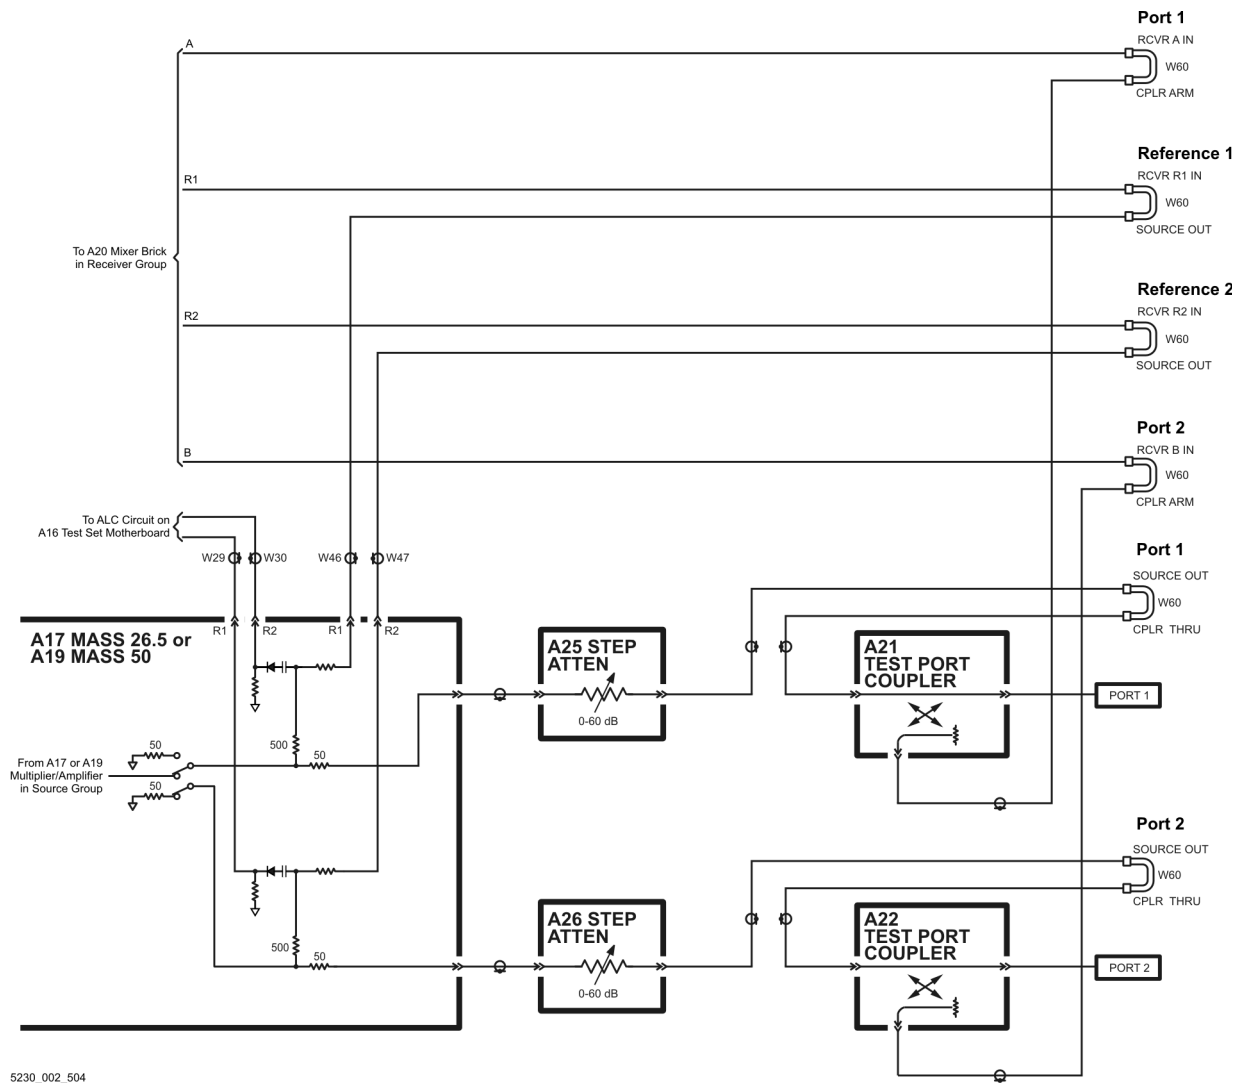 Port 1
A
RCVR A IN
W60
CPLR ARM
Reference 1
RCVR R1 IN
R1
W60
SOURCE OUT
To A20 Mixer Brick
in Receiver Group
Reference 2
RCVR R2 IN
R2
W60
SOURCE OUT
Port 2
RCVR B IN
B
W60
CPLR ARM
To ALC Circuit on
A16 Test Set Motherboard
W29
W30
W46
W47
Port 1
SOURCE OUT
W60
CPLR THRU
R1
R2
R1
R2
A17 MASS 26.5 or
A19 MASS 50
A25 STEP
ATTEN
0-60 dB
A21
TEST PORT
COUPLER
PORT 1
500
50
50
From A17 or A19
Multiplier/Amplifier
in Source Group
50
Port 2
SOURCE OUT
W60
CPLR THRU
A26 STEP
ATTEN
0-60 dB
A22
TEST PORT
COUPLER
PORT 2
500
50
5230_002_504